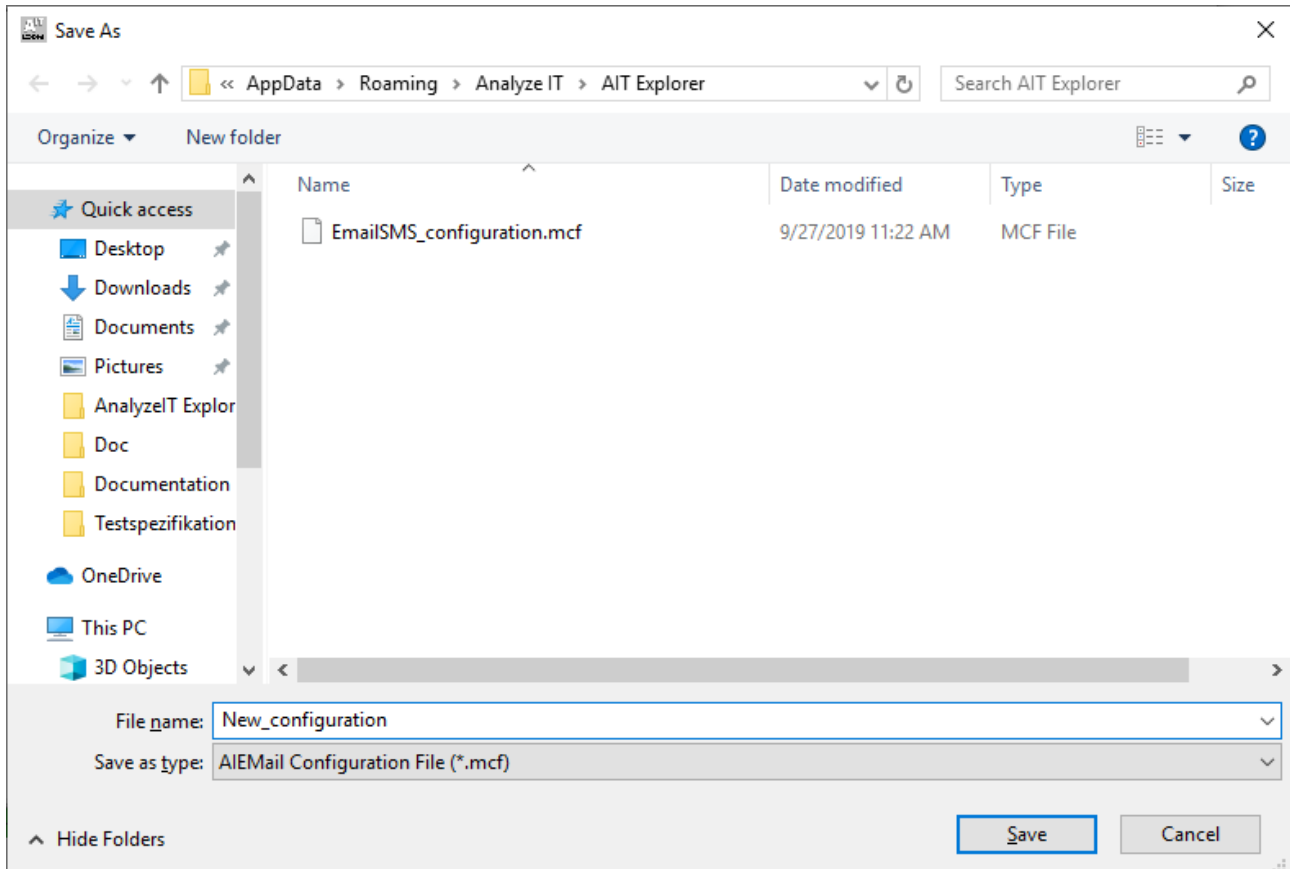 Save As
« AppData > Roaming > Analyze IT > AIT Explorer
Search AIT Explorer
Organize
New folder
?
Name
Date modified
Type
Size
Quick access
Desktop
Downloads
Documents
Pictures
AnalyzeIT Explor
Doc
Documentation
Testspezifikation
OneDrive
This PC
3D Objects
EmailSMS_configuration.mcf
9/27/2019 11:22 AM
MCF File
File name: New_configuration
Save as type: AIEMail Configuration File (*.mcf)
Hide Folders
Save
Cancel